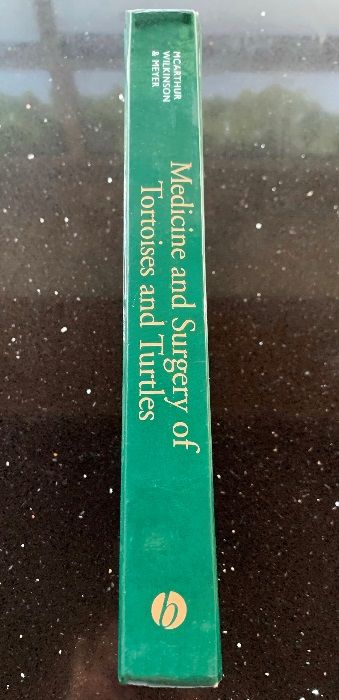 MCARTHUR
WILKINSON
& MEYER
Medicine and Surgery of
Tortoises and Turtles
b